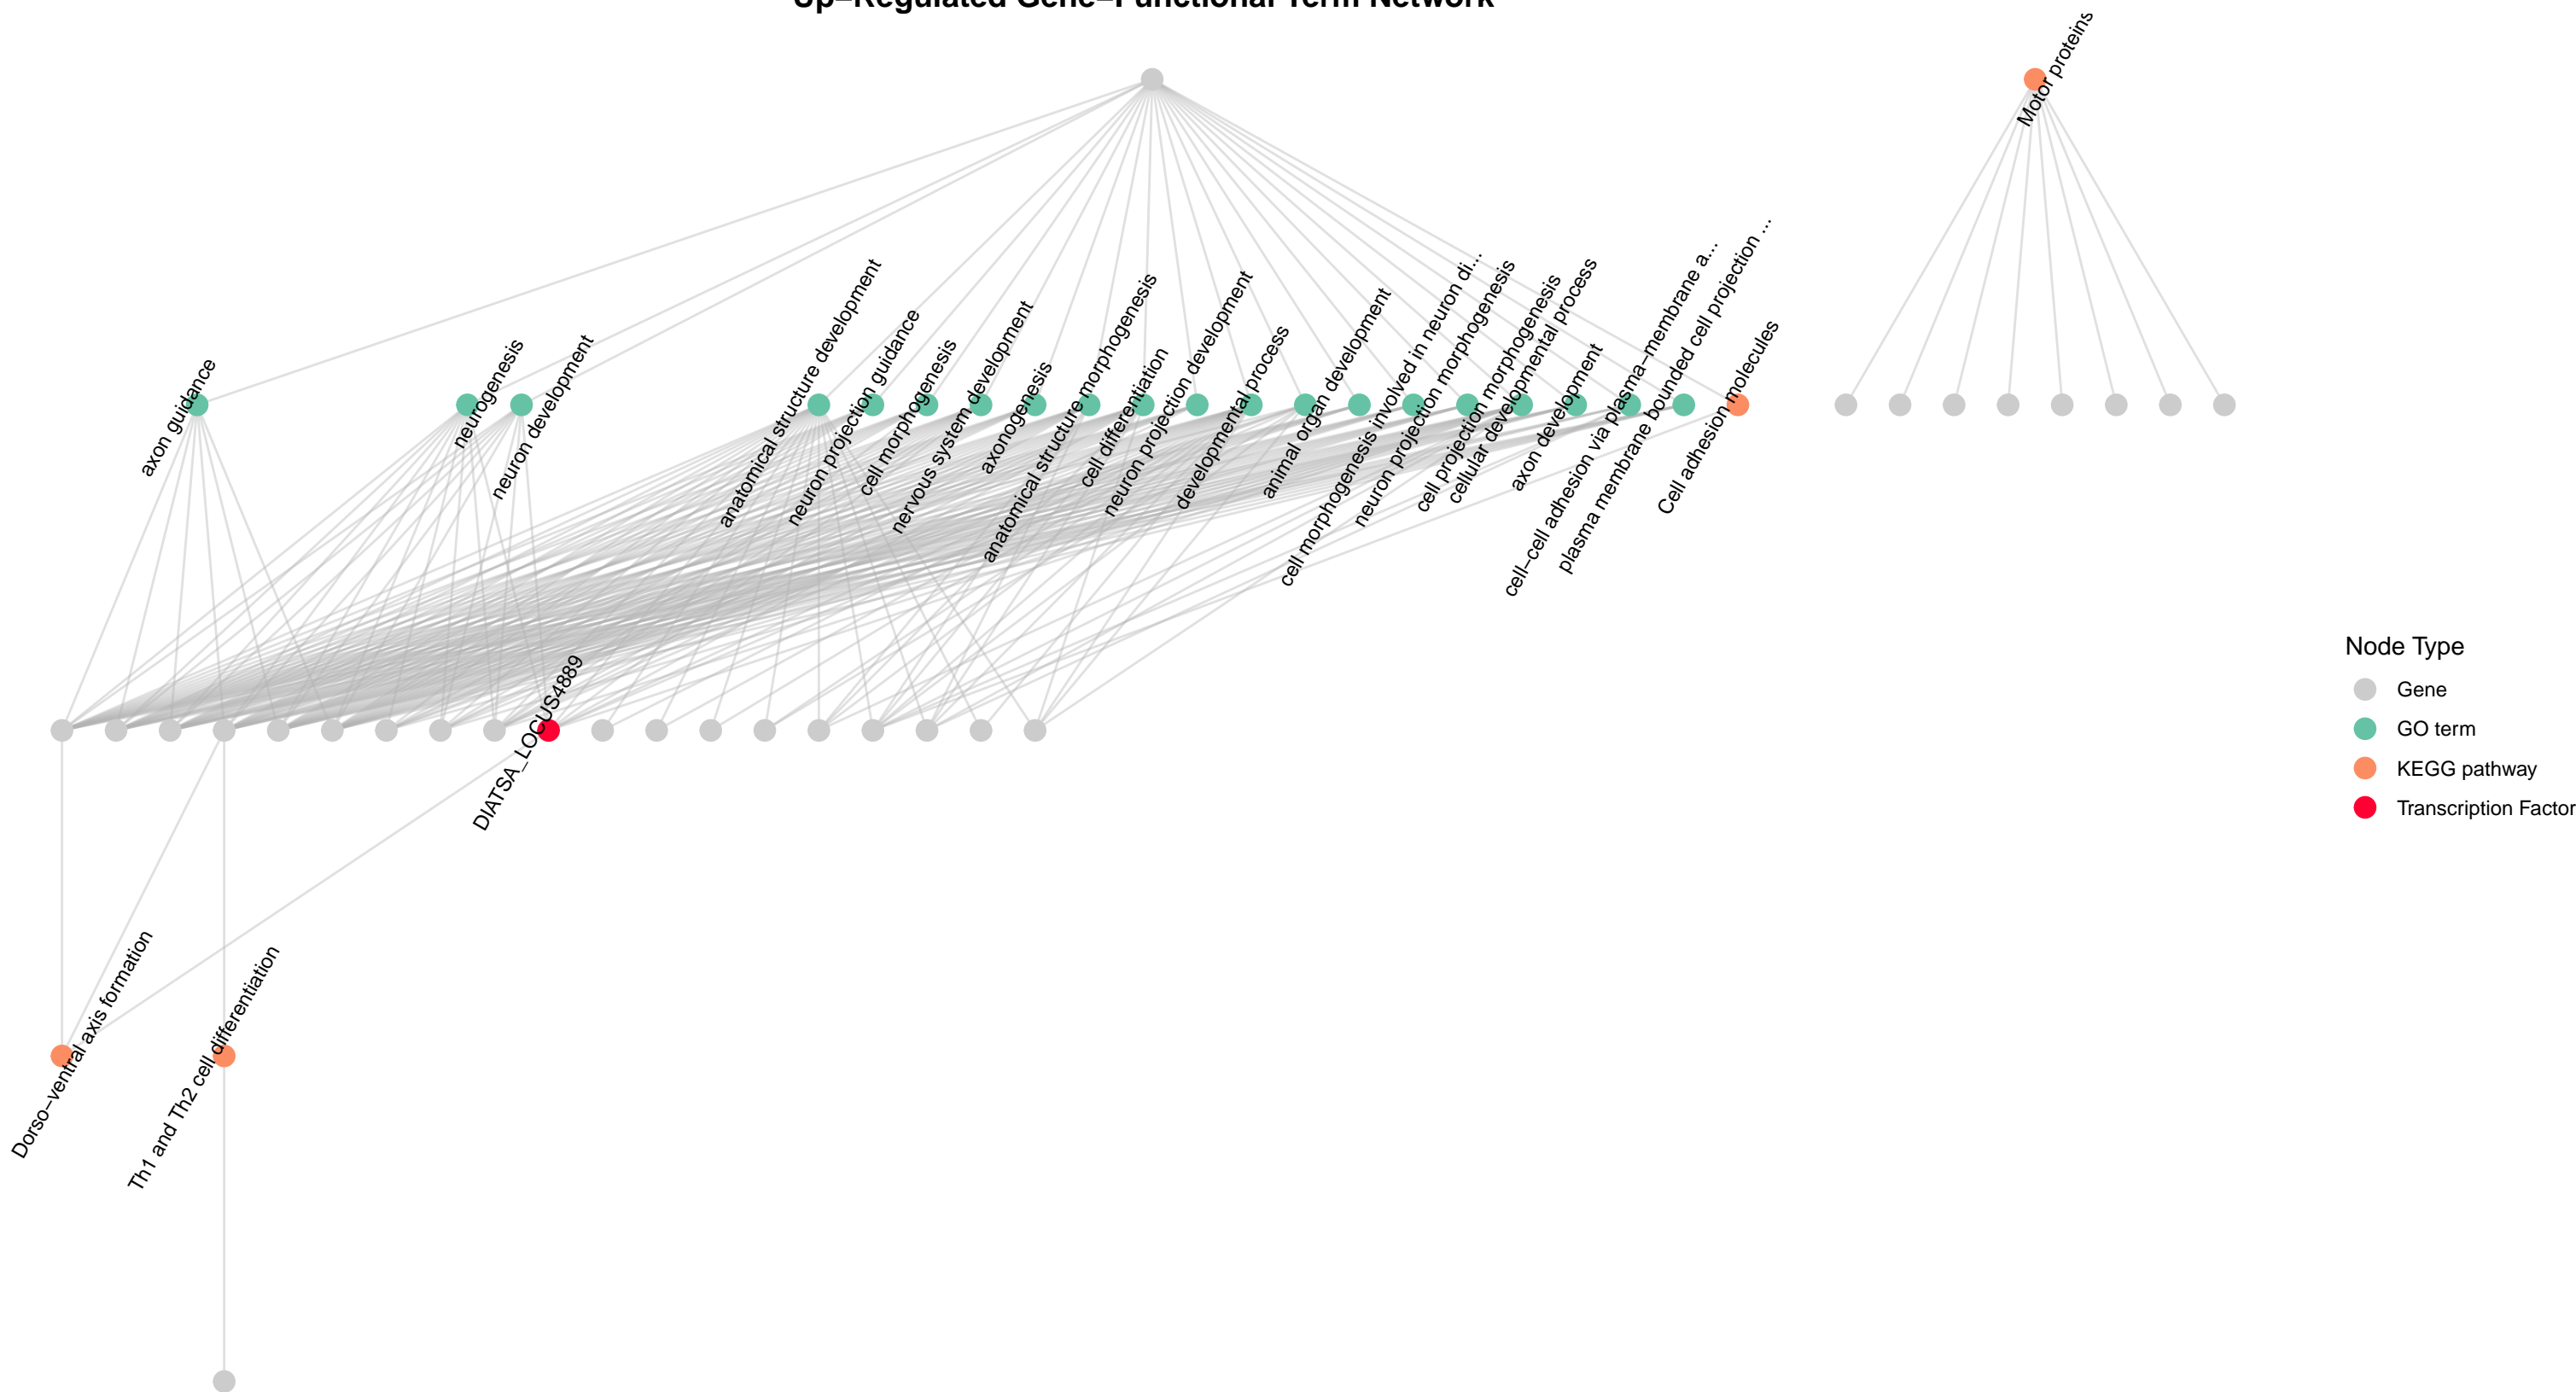 Up−Regulated Gene−Functional Term Network
Motor proteins
axon guidance
neurogenesis
neuron development
anatomical structure development
neuron projection guidance
cell morphogenesis
nervous system development
axonogenesis
anatomical structure morphogenesis
cell differentiation
neuron projection development
developmental process
animal organ development
cell morphogenesis involved in neuron di...
neuron projection morphogenesis
cell projection morphogenesis
cellular developmental process
axon development
cell−cell adhesion via plasma−membrane a...
plasma membrane bounded cell projection ...
Cell adhesion molecules
DIATSA_LOCUS4889
Dorso−ventral axis formation
Th1 and Th2 cell differentiation
Node Type
Gene
GO term
KEGG pathway
Transcription Factor